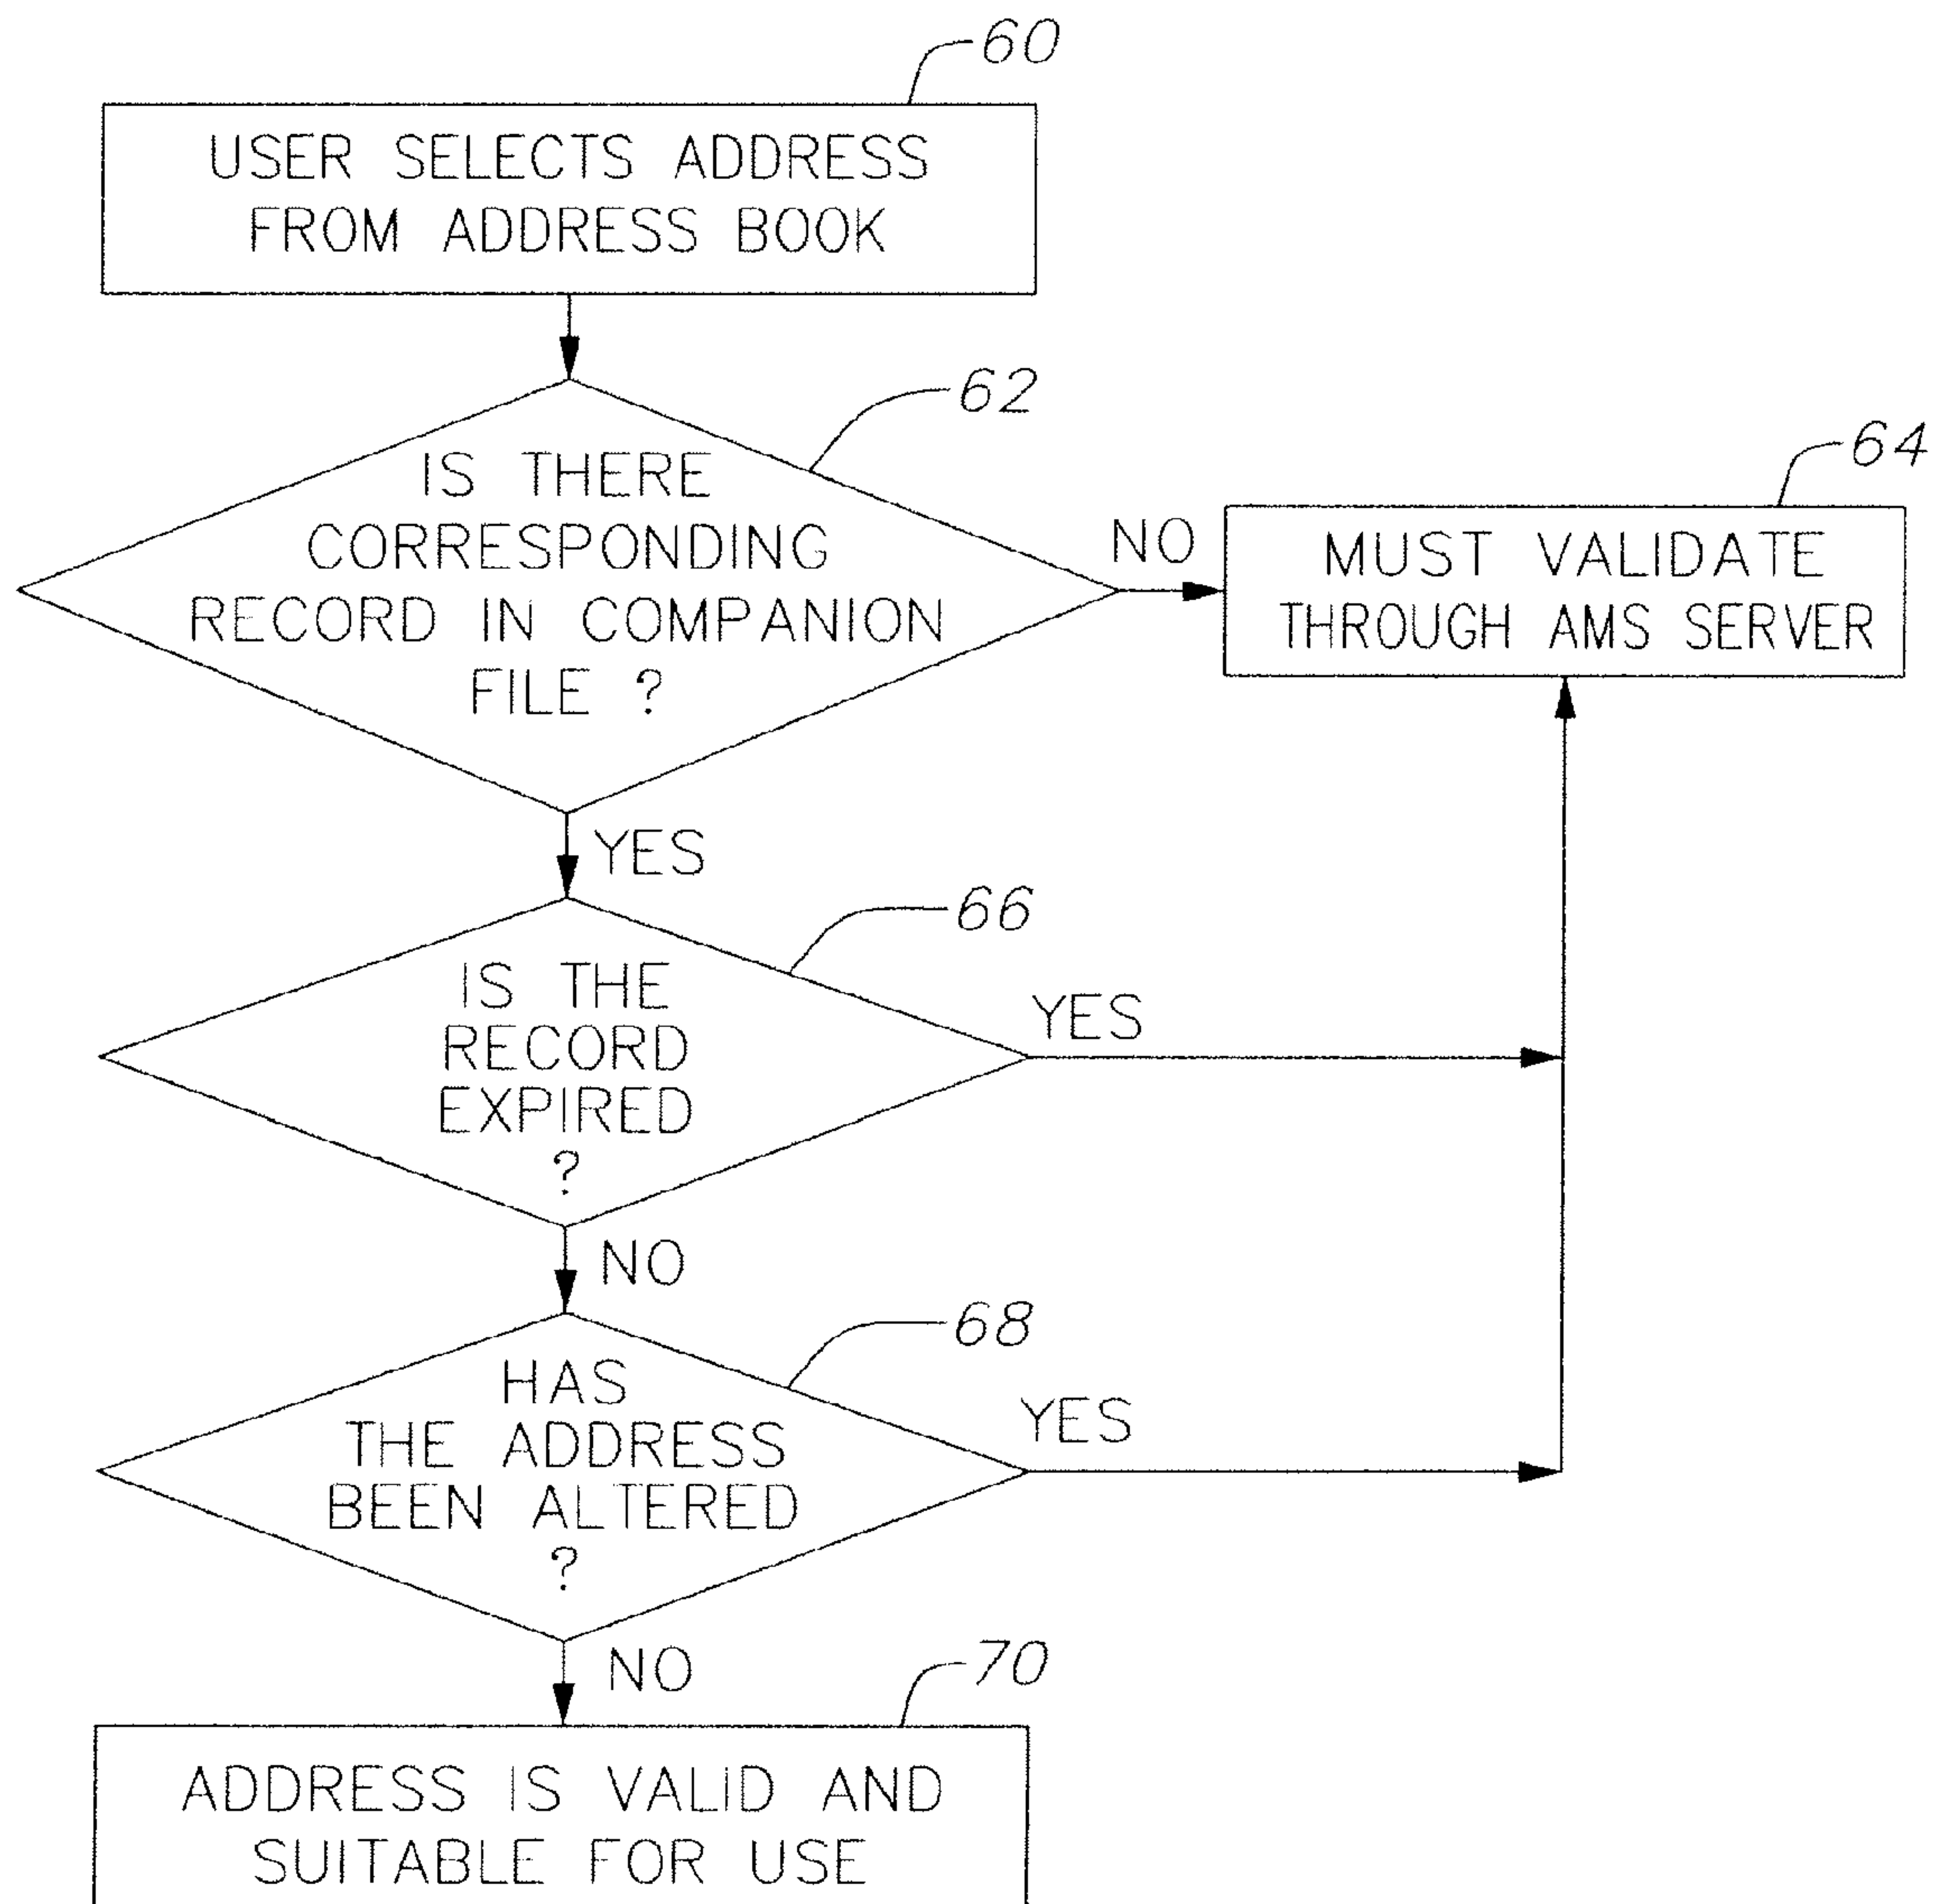 60
USER SELECTS ADDRESS
FROM ADDRESS BOOK
62
IS THERE
CORRESPONDING
RECORD IN COMPANION
FILE ?
NO
64
MUST VALIDATE
THROUGH AMS SERVER
YES
66
IS THE
RECORD
EXPIRED
?
YES
NO
68
HAS
THE ADDRESS
BEEN ALTERED
?
YES
NO
70
ADDRESS IS VALID AND
SUITABLE FOR USE